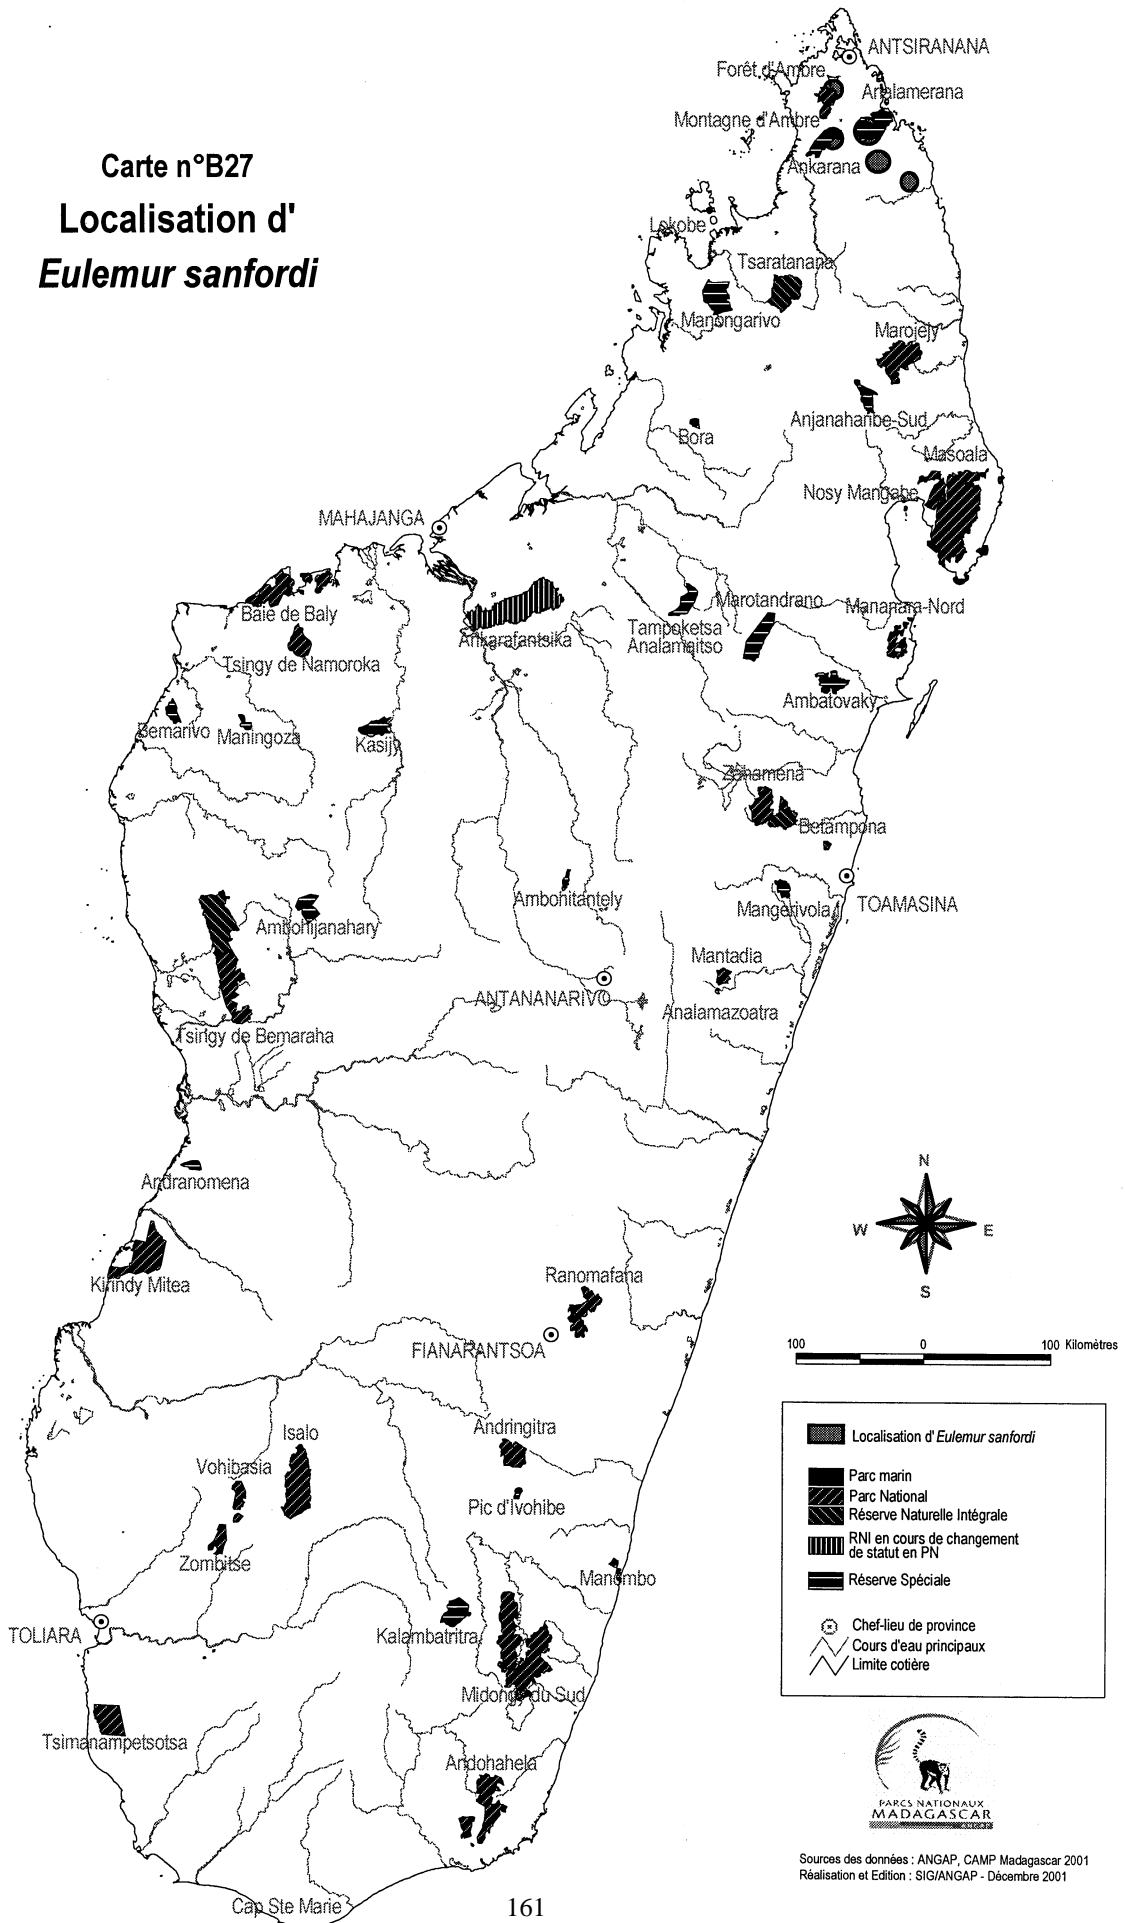 ANTSIRANANA
Forêt d'Ambre
Analamerana
Montagne d'Ambre
Carte n°B27
Ankarana
Localisation d'
Lokobe
Eulemur sanfordi
Tsaratanana
Manongarivo
Marojejy
Anjanaharibe-Sud
Bora
Masoala
Nosy Mangabe
MAHAJANGA
Marotandrano
Mananara-Nord
Baie de Baly
Ankarafantsika
Tampoketsa
Analamaitso
Tsingy de Namoroka
Ambatovaky
Bemarivo
Maningoza
Kasijy
Zahamena
Betampona
Ambohitantely
Mangerivola
TOAMASINA
Ambohijanahary
Mantadia
ANTANANARIVO
Analamazoatra
Tsingy de Bemaraha
Andranomena
N
W
E
S
Kirindy Mitea
Ranomafana
FIANARANTSOA
100 0 100 Kilomètres
Isalo
Andringitra
Localisation d'Eulemur sanfordi
Vohibasia
Parc marin
Parc National
Pic d'Ivohibe
Réserve Naturelle Intégrale
RNI en cours de changement
de statut en PN
Zombitse
Manombo
Réserve Spéciale
TOLIARA
Kalambatritra
Chef-lieu de province
Cours d'eau principaux
Limite cotière
Midongy du Sud
Tsimanampetsotsa
Andohahela
PARCS NATIONAUX
MADAGASCAR
ANGAP
Sources des données : ANGAP, CAMP Madagascar 2001
Réalisation et Edition : SIG/ANGAP - Décembre 2001
Cap Ste Marie
161